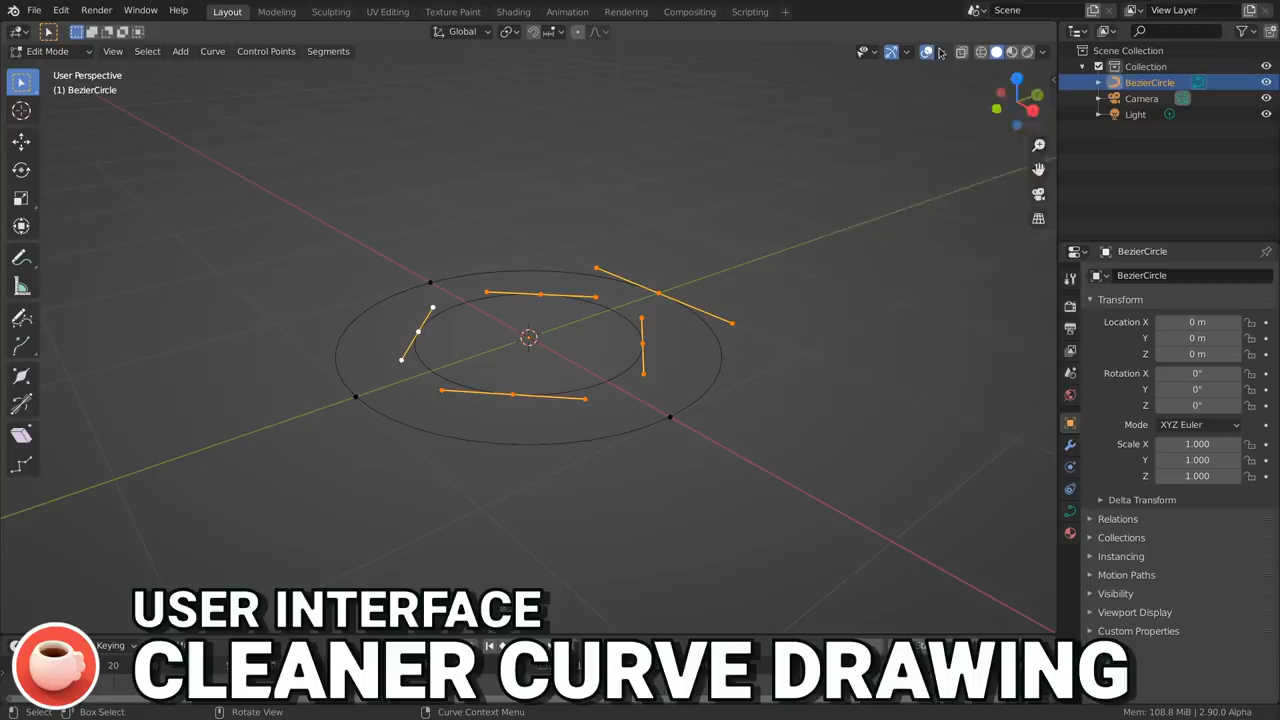 File Edit Render Window Help Layout Modeling Sculpting UV Editing Texture Paint Shading Animation Rendering Compositing Scripting + Scene View Layer
Global
Edit Mode View Select Add Curve Control Points Segments
User Perspective
(1) BezierCircle
Scene Collection
Collection
BezierCircle
Camera
Light
BezierCircle
BezierCircle
Transform
Location X 0 m
Y 0 m
Z 0 m
Rotation X 0°
Y 0°
Z 0°
Mode XYZ Euler
Scale X 1.000
Y 1.000
Z 1.000
Delta Transform
Relations
Collections
Instancing
Motion Paths
Visibility
Viewport Display
Custom Properties
USER INTERFACE
Keying
20
CLEANER CURVE DRAWING
Select Box Select Rotate View Curve Context Menu Mem: 108.8 MiB | 2.90.0 Alpha